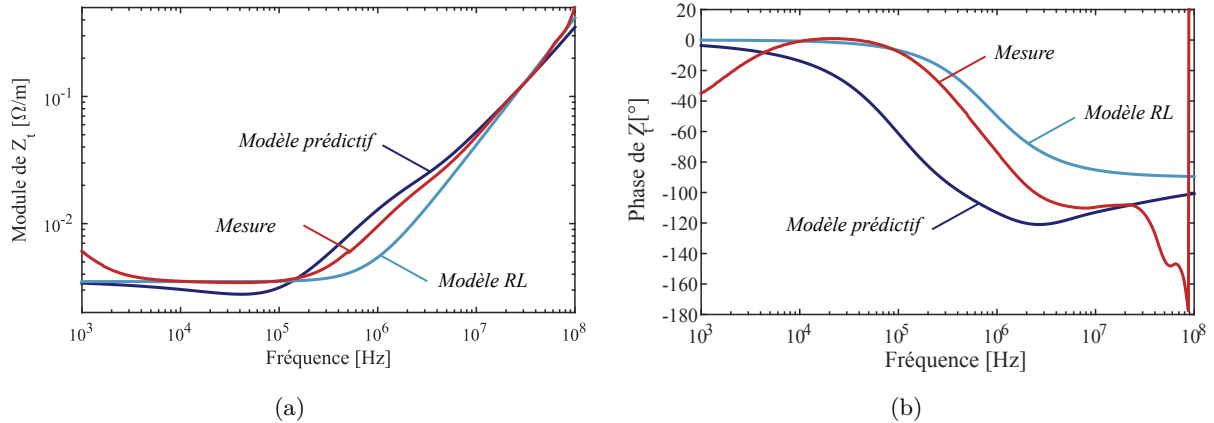 Module de Z_t [Ω/m]
10^-1
10^-2
Modèle prédictif
Mesure
Modèle RL
10^3 10^4 10^5 10^6 10^7 10^8
Fréquence [Hz]
(a)
Phase de Z_t[°]
20
0
-20
-40
-60
-80
-100
-120
-140
-160
-180
Mesure
Modèle RL
Modèle prédictif
10^3 10^4 10^5 10^6 10^7 10^8
Fréquence [Hz]
(b)